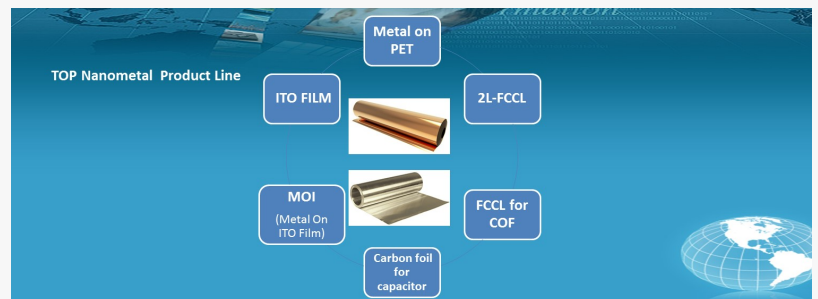 Metal on
PET
TOP Nanometal Product Line
ITO FILM
2L-FCCL
MOI
(Metal On
ITO Film)
FCCL for
COF
Carbon foil
for
capacitor